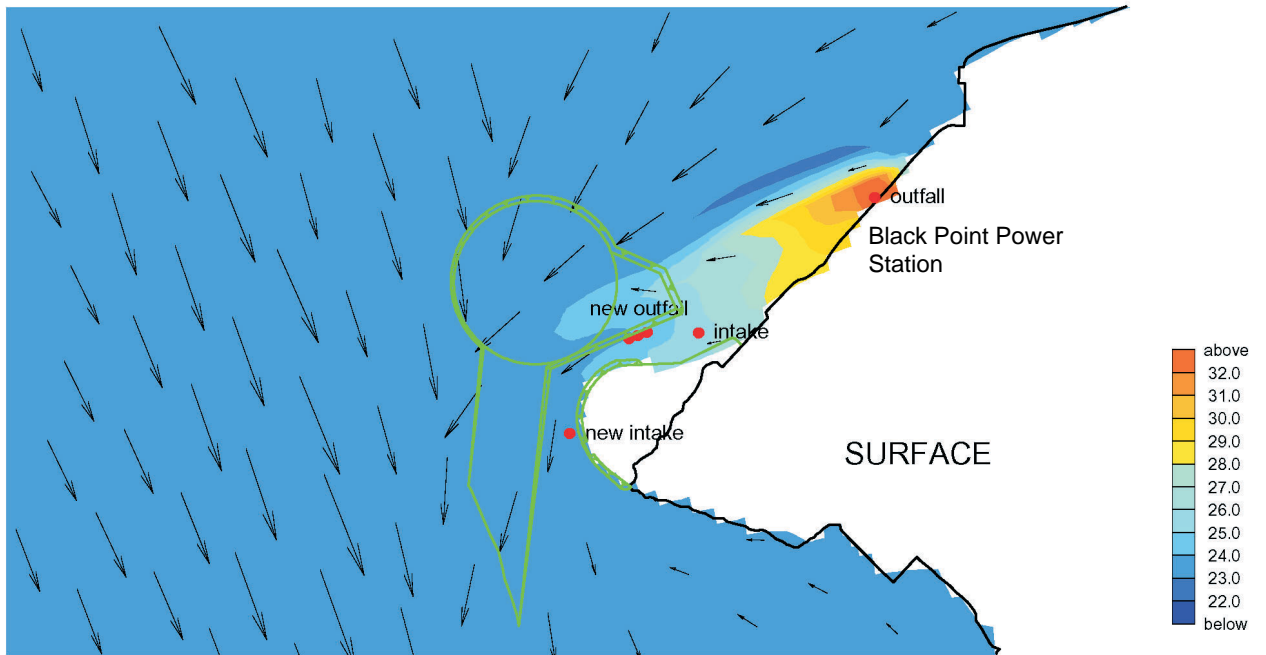 outfall
Black Point Power
Station
new outfall
intake
new intake
SURFACE
above
32.0
31.0
30.0
29.0
28.0
27.0
26.0
25.0
24.0
23.0
22.0
below